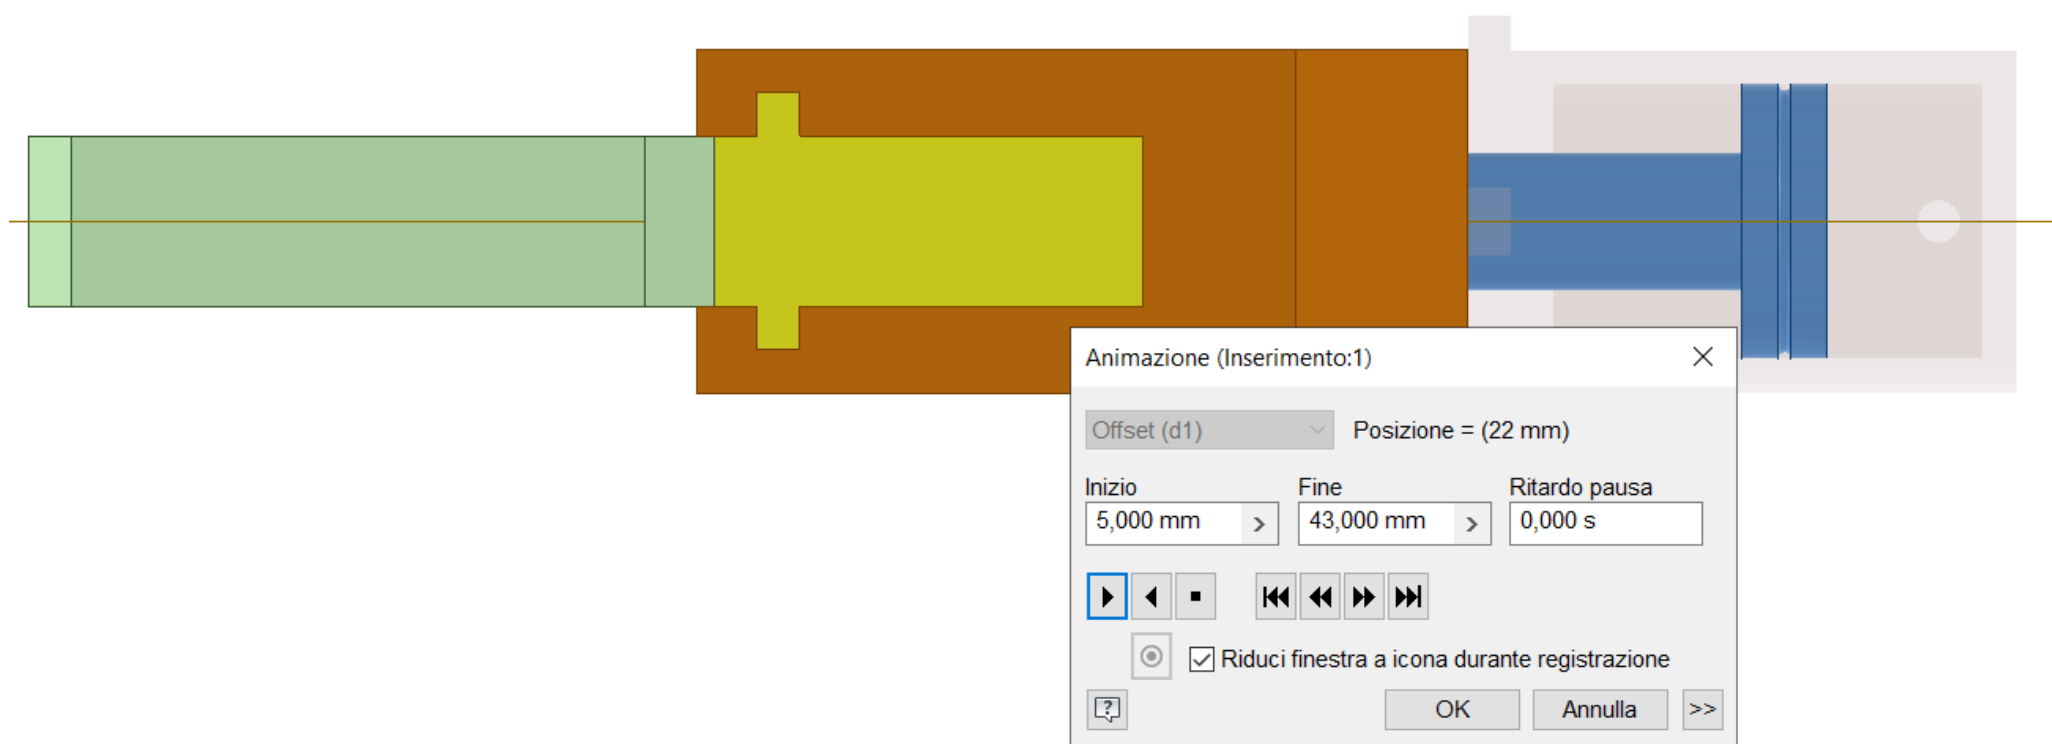 Animazione (Inserimento:1)
Offset (d1) Posizione = (22 mm)
Inizio Fine Ritardo pausa
5,000 mm > 43,000 mm > 0,000 s
Riduci finestra a icona durante registrazione
? OK Annulla >>